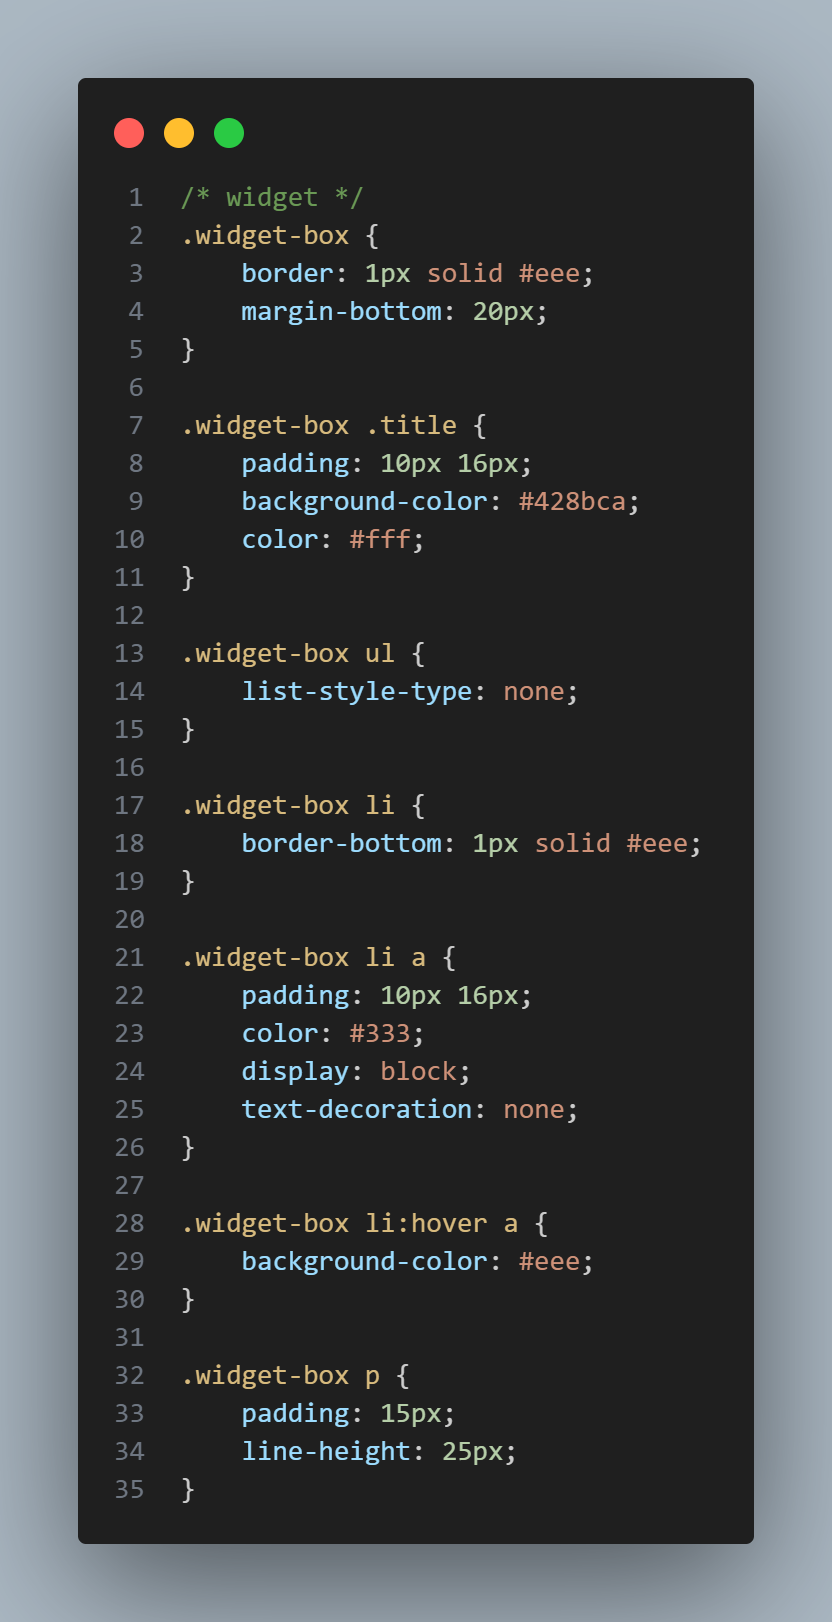 1 /* widget */
2 .widget-box {
3     border: 1px solid #eee;
4     margin-bottom: 20px;
5 }
6
7 .widget-box .title {
8     padding: 10px 16px;
9     background-color: #428bca;
10     color: #fff;
11 }
12
13 .widget-box ul {
14     list-style-type: none;
15 }
16
17 .widget-box li {
18     border-bottom: 1px solid #eee;
19 }
20
21 .widget-box li a {
22     padding: 10px 16px;
23     color: #333;
24     display: block;
25     text-decoration: none;
26 }
27
28 .widget-box li:hover a {
29     background-color: #eee;
30 }
31
32 .widget-box p {
33     padding: 15px;
34     line-height: 25px;
35 }